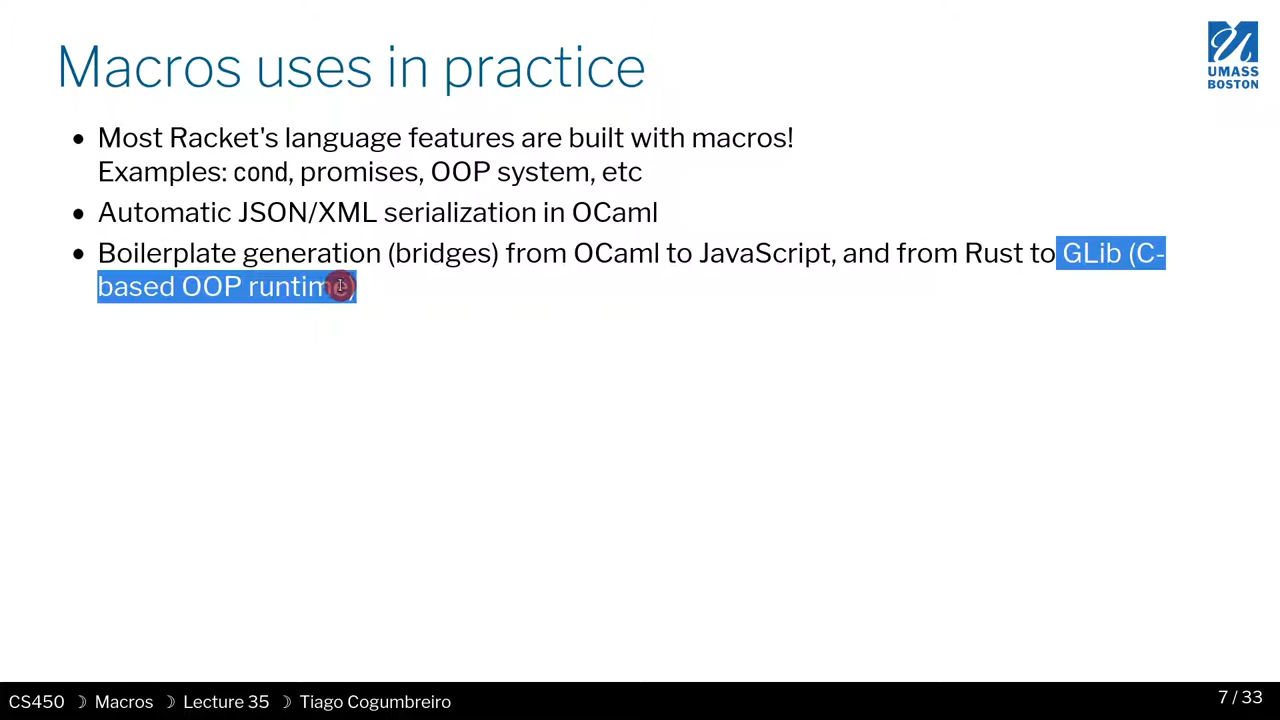 Macros uses in practice
UMASS
BOSTON
• Most Racket's language features are built with macros!
Examples: cond, promises, OOP system, etc
• Automatic JSON/XML serialization in OCaml
• Boilerplate generation (bridges) from OCaml to JavaScript, and from Rust to GLib (C-
based OOP runtime)
CS450 ☽ Macros ☽ Lecture 35 ☽ Tiago Cogumbreiro
7 / 33